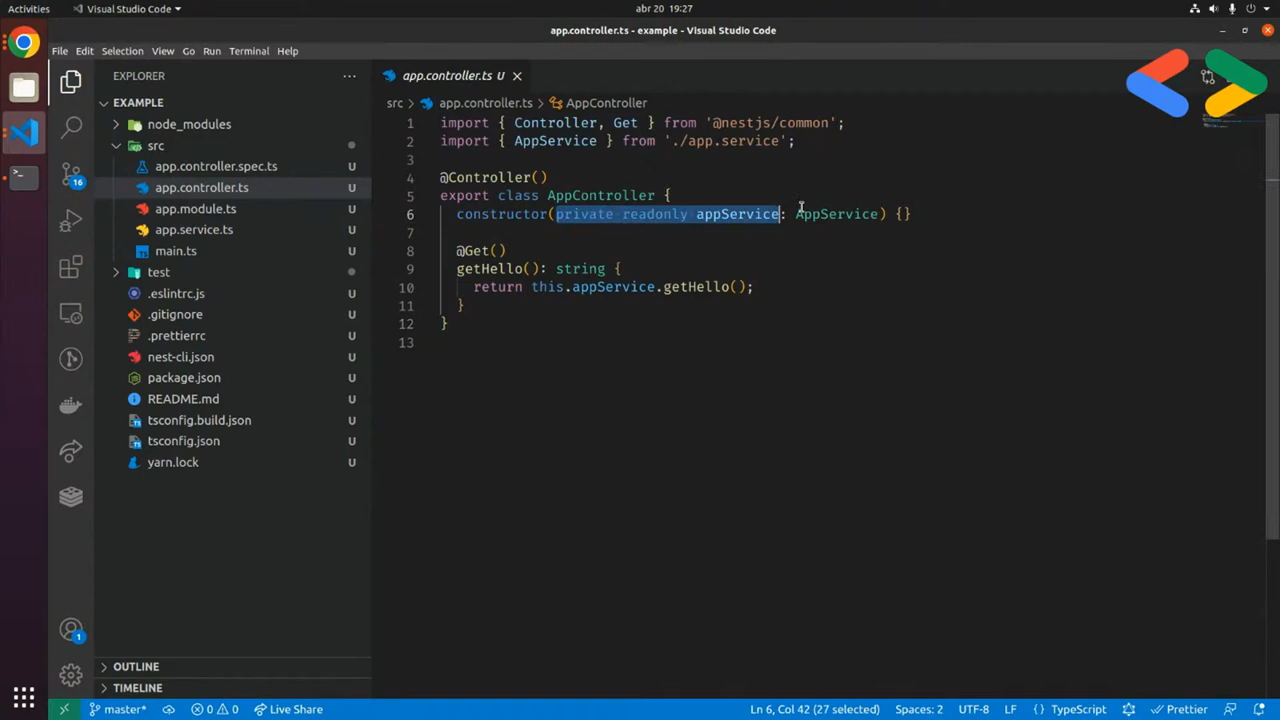 Activities
Visual Studio Code
abr 20 19:27
app.controller.ts - example - Visual Studio Code
File Edit Selection View Go Run Terminal Help
EXPLORER
EXAMPLE
node_modules
src
app.controller.spec.ts U
app.controller.ts U
app.module.ts U
app.service.ts U
main.ts U
test
.eslintrc.js U
.gitignore U
.prettierrc U
nest-cli.json U
package.json U
README.md U
tsconfig.build.json U
tsconfig.json U
yarn.lock U
OUTLINE
TIMELINE
16
1
app.controller.ts U
src > app.controller.ts > AppController
1 import { Controller, Get } from '@nestjs/common';
2 import { AppService } from './app.service';
3
4 @Controller()
5 export class AppController {
6 constructor(private readonly appService: AppService) {}
7
8 @Get()
9 getHello(): string {
10 return this.appService.getHello();
11 }
12 }
13
master* 0 0 Live Share Ln 6, Col 42 (27 selected) Spaces: 2 UTF-8 LF { } TypeScript Prettier